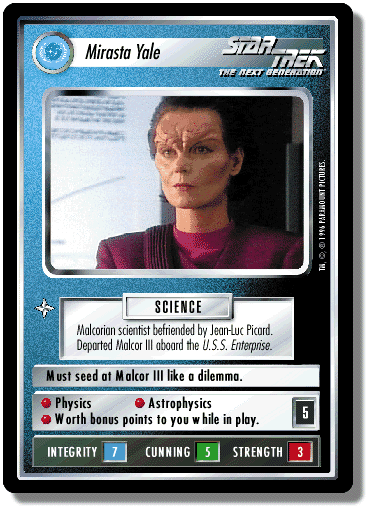 Mirasta Yale
STAR TREK
THE NEXT GENERATION
TM, © ® 1996 PARAMOUNT PICTURES.
SCIENCE
Malcorian scientist befriended by Jean-Luc Picard.
Departed Malcor III aboard the U.S.S. Enterprise.
Must seed at Malcor III like a dilemma.
Physics Astrophysics
Worth bonus points to you while in play.
5
INTEGRITY 7 CUNNING 5 STRENGTH 3